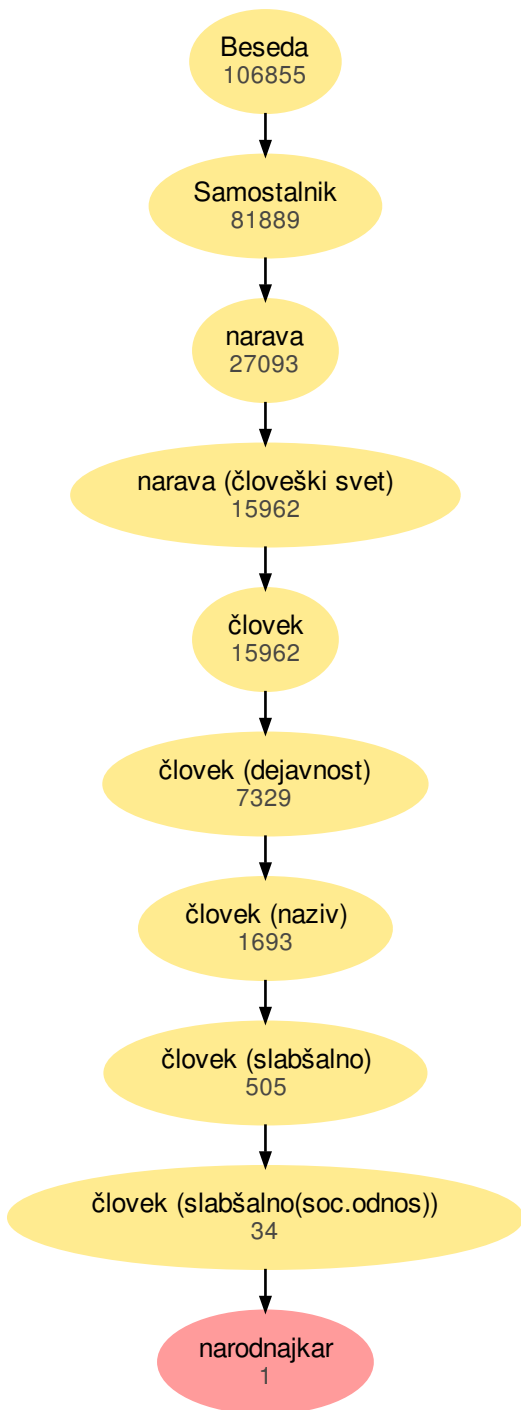 Beseda
106855
Samostalnik
81889
narava
27093
narava (človeški svet)
15962
človek
15962
človek (dejavnost)
7329
človek (naziv)
1693
človek (slabšalno)
505
človek (slabšalno(soc.odnos))
34
narodnajkar
1